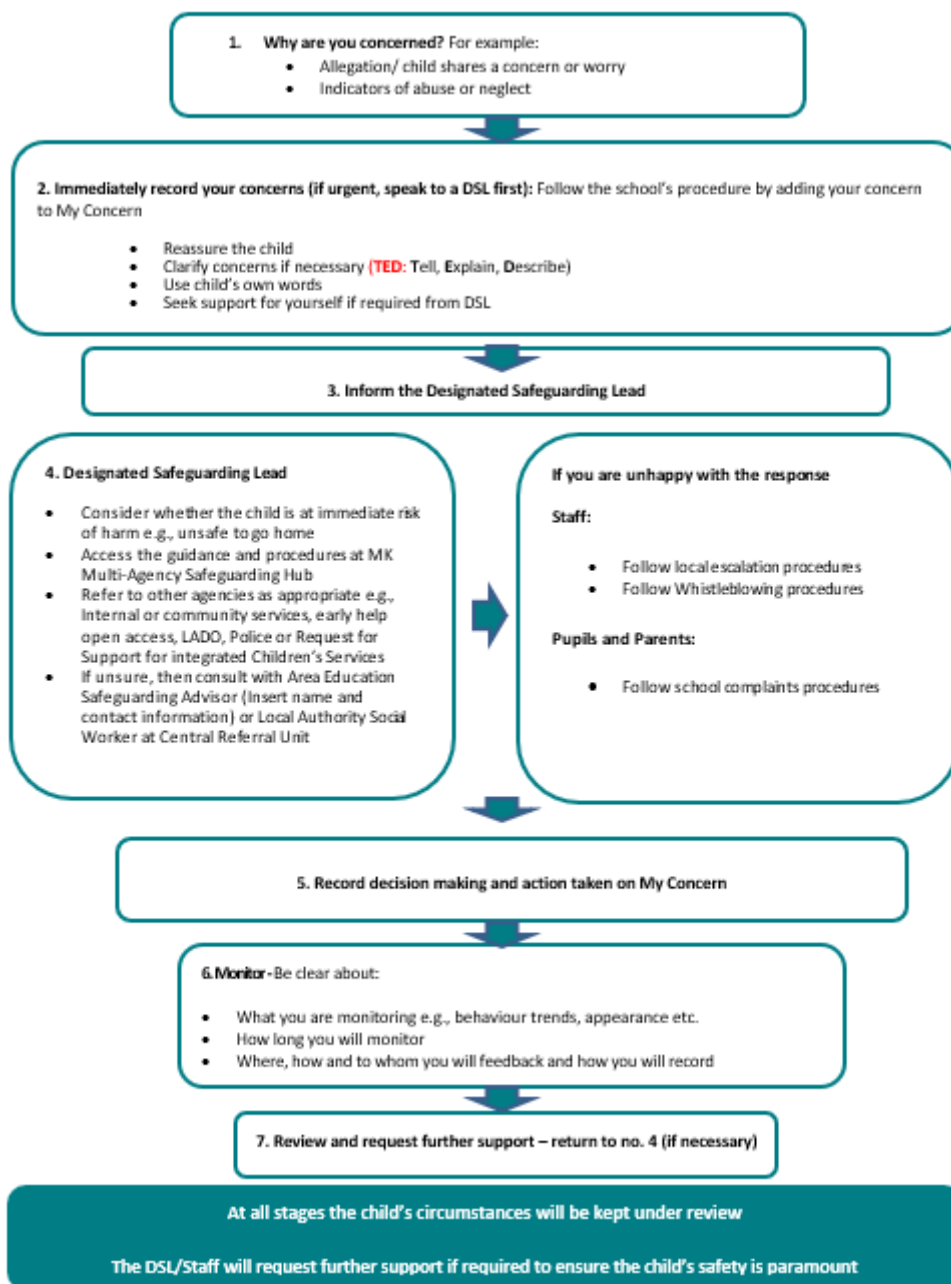 1. Why are you concerned? For example:
• Allegation/ child shares a concern or worry
• Indicators of abuse or neglect
2. Immediately record your concerns (if urgent, speak to a DSL first): Follow the school's procedure by adding your concern
to My Concern
• Reassure the child
• Clarify concerns if necessary (TED: Tell, Explain, Describe)
• Use child's own words
• Seek support for yourself if required from DSL
3. Inform the Designated Safeguarding Lead
4. Designated Safeguarding Lead
• Consider whether the child is at immediate risk
of harm e.g., unsafe to go home
• Access the guidance and procedures at MK
Multi-Agency Safeguarding Hub
• Refer to other agencies as appropriate e.g.,
Internal or community services, early help
open access, LADO, Police or Request for
Support for integrated Children's Services
• If unsure, then consult with Area Education
Safeguarding Advisor (Insert name and
contact information) or Local Authority Social
Worker at Central Referral Unit
If you are unhappy with the response
Staff:
• Follow local escalation procedures
• Follow Whistleblowing procedures
Pupils and Parents:
• Follow school complaints procedures
5. Record decision making and action taken on My Concern
6. Monitor - Be clear about:
• What you are monitoring e.g., behaviour trends, appearance etc.
• How long you will monitor
• Where, how and to whom you will feedback and how you will record
7. Review and request further support – return to no. 4 (if necessary)
At all stages the child's circumstances will be kept under review
The DSL/Staff will request further support if required to ensure the child's safety is paramount